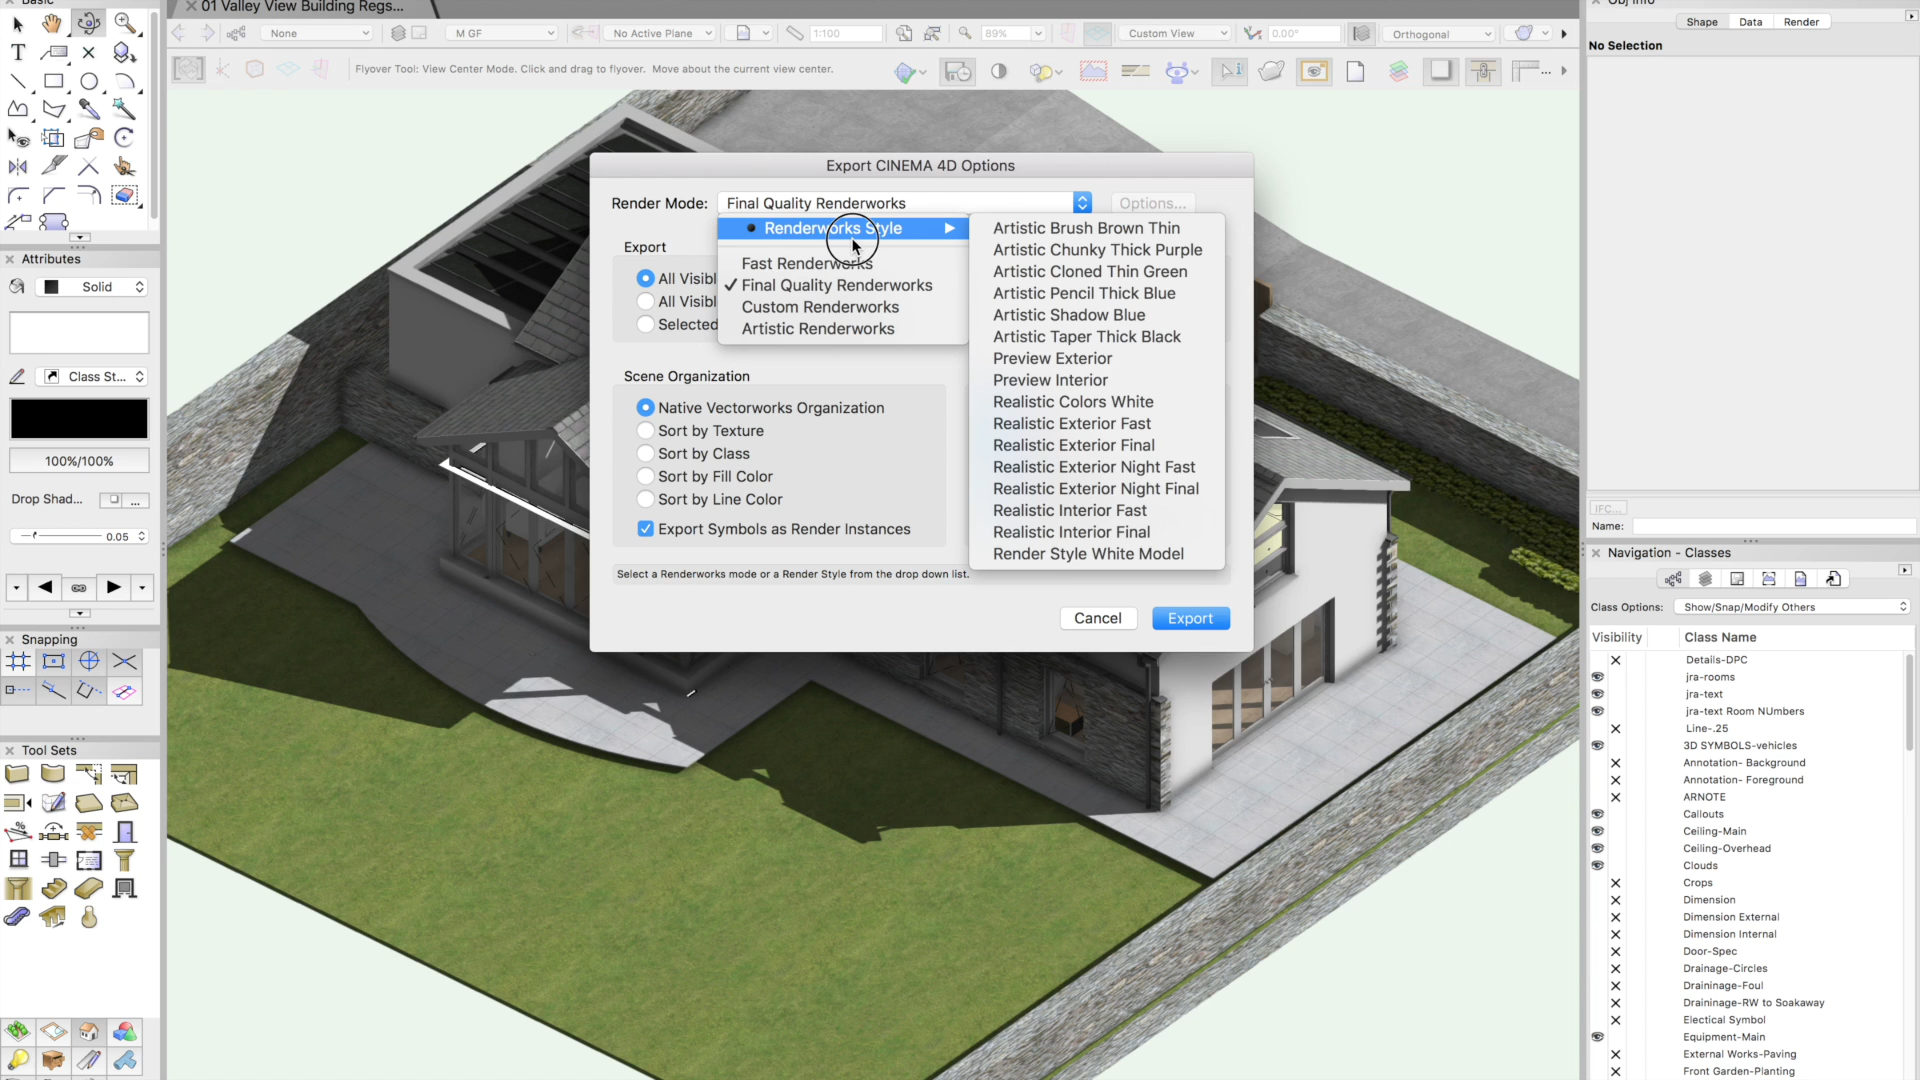 Basic
01 Valley View Building Regs...
Obj Info
None
M GF
No Active Plane
1:100
89%
Custom View
0.00°
Orthogonal
Shape
Data
Render
No Selection
Flyover Tool: View Center Mode. Click and drag to flyover. Move about the current view center.
Export CINEMA 4D Options
Render Mode:
Final Quality Renderworks
Options...
Renderworks Style
Fast Renderworks
Final Quality Renderworks
Custom Renderworks
Artistic Renderworks
Artistic Brush Brown Thin
Artistic Chunky Thick Purple
Artistic Cloned Thin Green
Artistic Pencil Thick Blue
Artistic Shadow Blue
Artistic Taper Thick Black
Preview Exterior
Preview Interior
Realistic Colors White
Realistic Exterior Fast
Realistic Exterior Final
Realistic Exterior Night Fast
Realistic Exterior Night Final
Realistic Interior Fast
Realistic Interior Final
Render Style White Model
Export
All Visibl
All Visibl
Selected
Scene Organization
Native Vectorworks Organization
Sort by Texture
Sort by Class
Sort by Fill Color
Sort by Line Color
Export Symbols as Render Instances
Select a Renderworks mode or a Render Style from the drop down list.
Cancel
Export
Attributes
Solid
Class St...
100%/100%
Drop Shad...
...
0.05
Snapping
Tool Sets
IFC...
Name:
Navigation - Classes
Class Options:
Show/Snap/Modify Others
Visibility
Class Name
Details-DPC
jra-rooms
jra-text
jra-text Room NUmbers
Line-.25
3D SYMBOLS-vehicles
Annotation- Background
Annotation- Foreground
ARNOTE
Callouts
Ceiling-Main
Ceiling-Overhead
Clouds
Crops
Dimension
Dimension External
Dimension Internal
Door-Spec
Drainage-Circles
Draininage-Foul
Draininage-RW to Soakaway
Electical Symbol
Equipment-Main
External Works-Paving
Front Garden-Planting